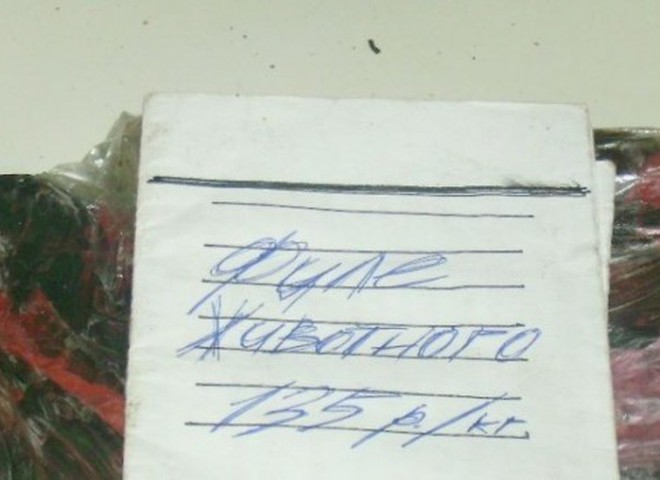 Филе
Животного
135 р./кг.